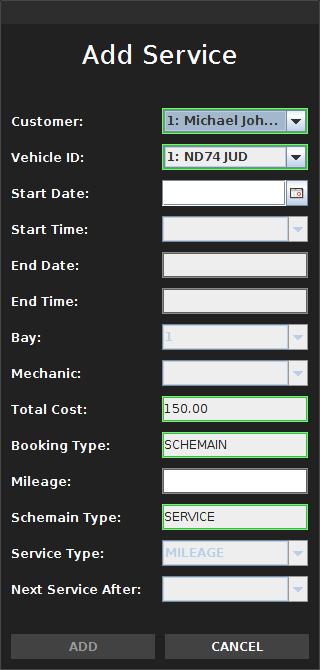 Add Service
Customer: 1: Michael Joh...
Vehicle ID: 1: ND74 JUD
Start Date:
Start Time:
End Date:
End Time:
Bay: 1
Mechanic:
Total Cost: 150.00
Booking Type: SCHEMAIN
Mileage:
Schemain Type: SERVICE
Service Type: MILEAGE
Next Service After:
ADD CANCEL